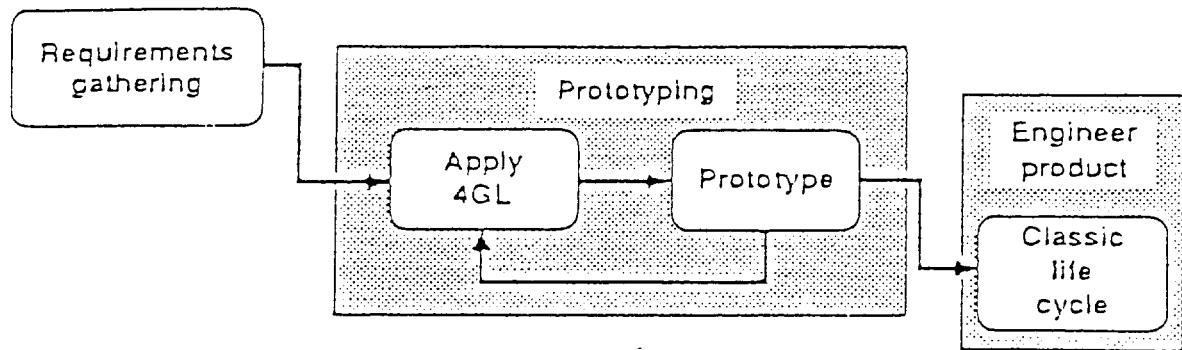 Requirements
gathering
Prototyping
Apply
4GL
Prototype
Engineer
product
Classic
life
cycle